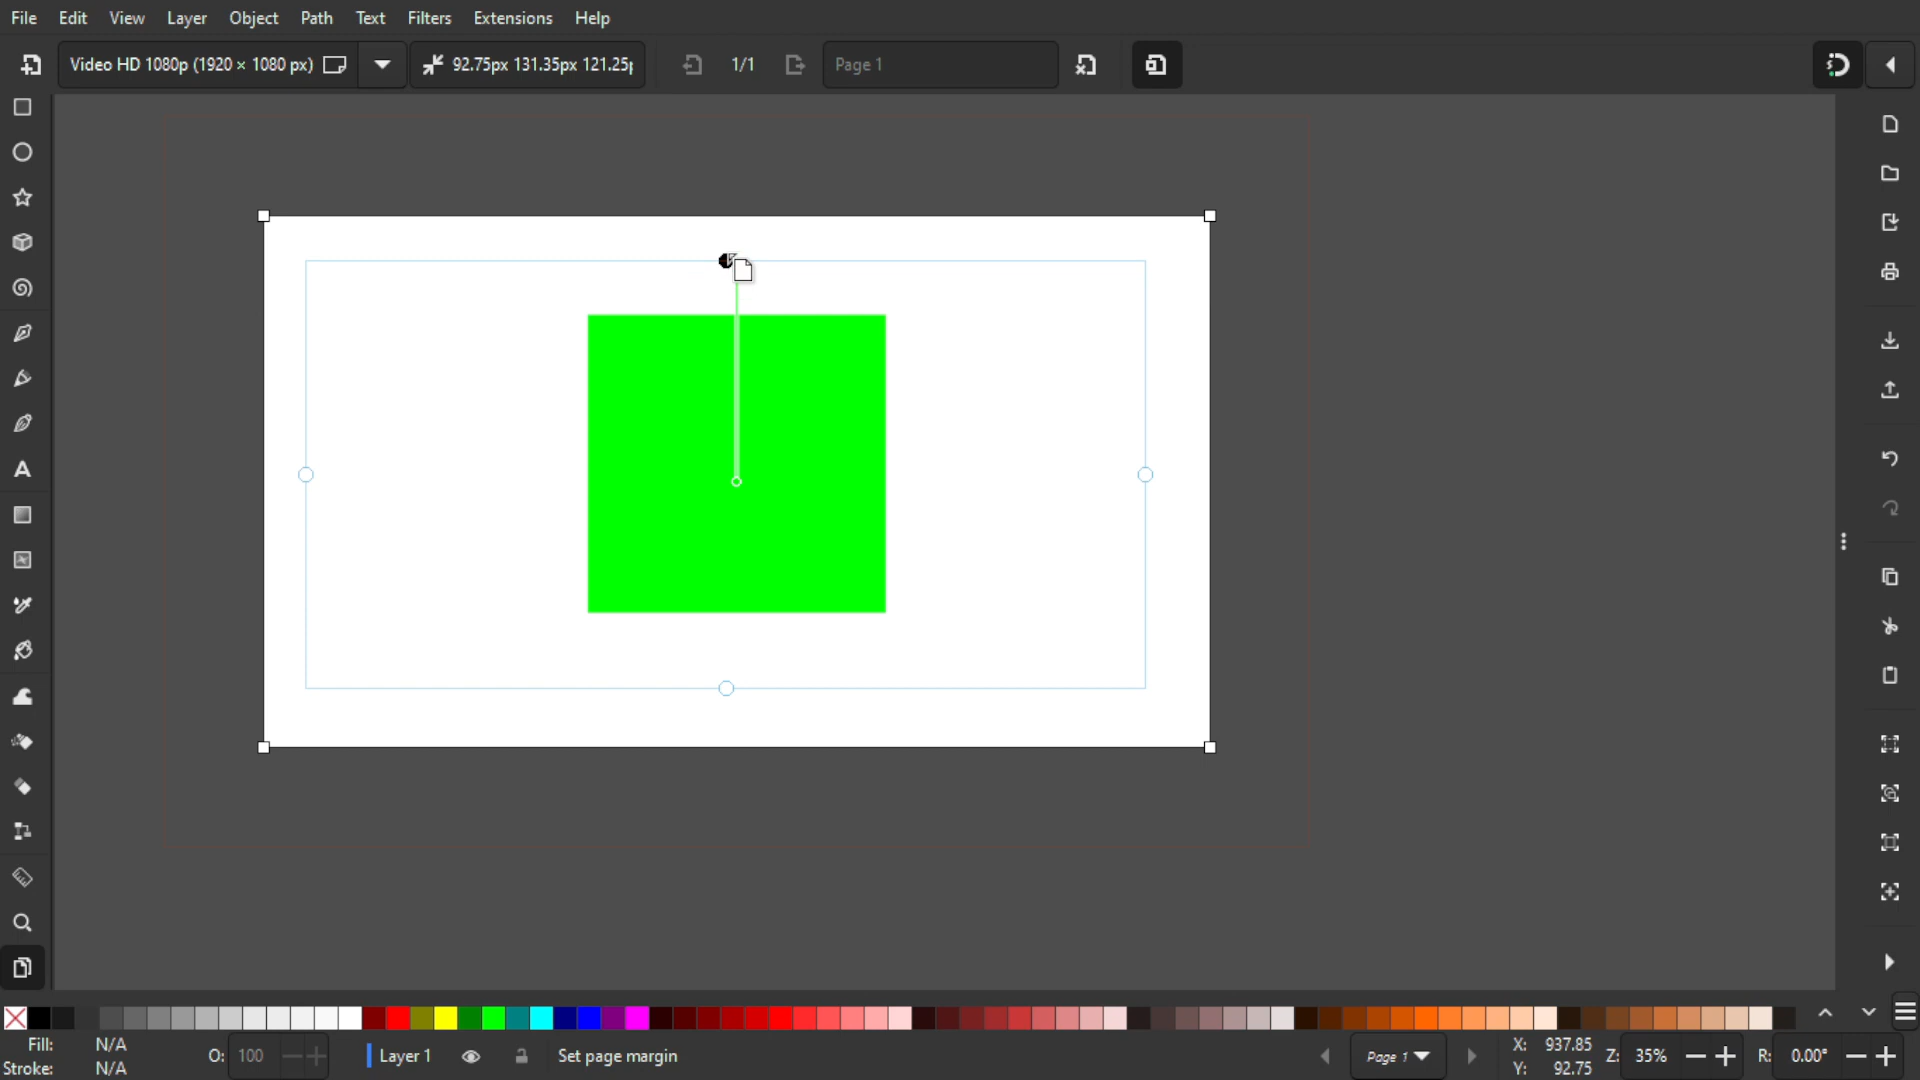 File Edit View Layer Object Path Text Filters Extensions Help
Video HD 1080p (1920 × 1080 px) 92.75px 131.35px 121.25p 1/1 Page 1
Fill: N/A
Stroke: N/A
O: 100
Layer 1
Set page margin
Page 1
X: 937.85
Y: 92.75
Z: 35%
R: 0.00°